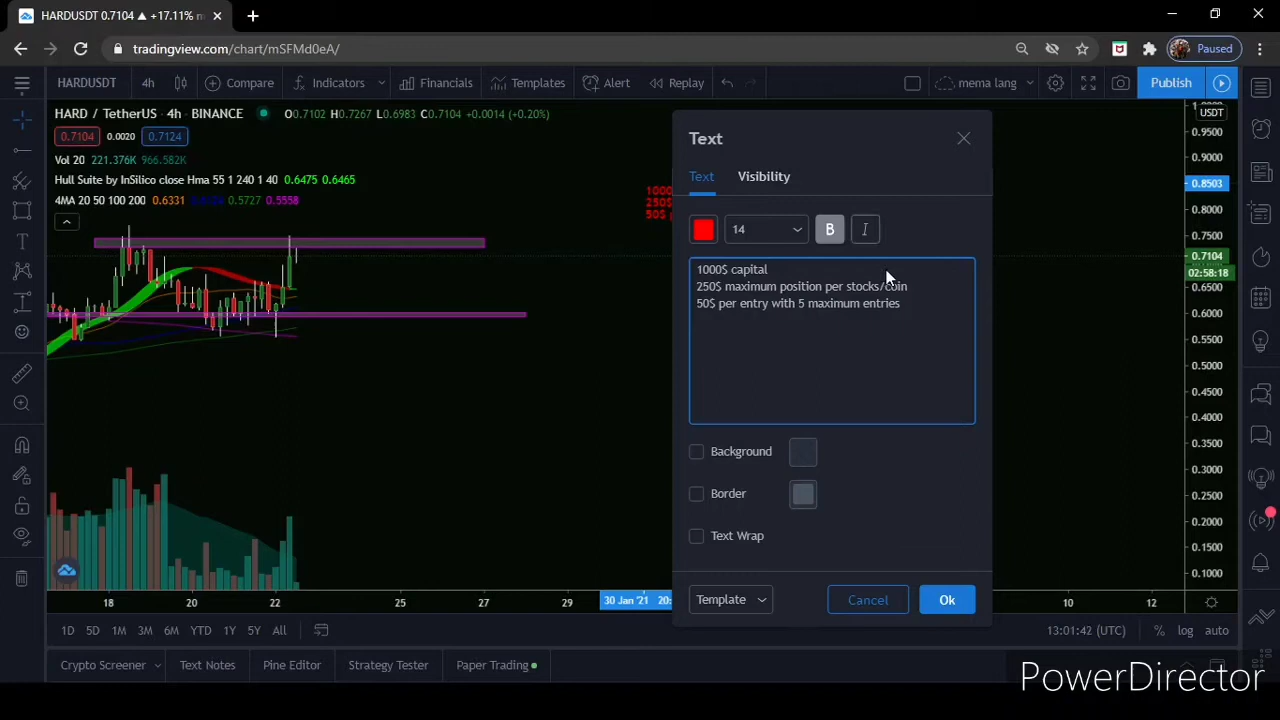 HARDUSDT 0.7104 ▲ +17.11%
tradingview.com/chart/mSFMd0eA/
Paused
HARDUSDT 4h Compare Indicators Financials Templates Alert Replay mema lang Publish
HARD / TetherUS · 4h · BINANCE O0.7102 H0.7267 L0.6983 C0.7104 +0.0014 (+0.20%)
0.7104 0.0020 0.7124
Vol 20 221.376K 966.582K
Hull Suite by InSilico close Hma 55 1 240 1 40 0.6475 0.6465
4MA 20 50 100 200 0.6331 0.5727 0.5558
1000
250$
50$
Text
Text Visibility
14 B I
1000$ capital
250$ maximum position per stocks/coin
50$ per entry with 5 maximum entries
Background
Border
Text Wrap
Template Cancel Ok
USDT
0.9500
0.9000
0.8503
0.8000
0.7500
0.7104
02:58:18
0.6500
0.6000
0.5500
0.5000
0.4500
0.4000
0.3500
0.3000
0.2500
0.2000
0.1500
0.1000
18 20 22 25 27 29 30 Jan '21 10 12
1D 5D 1M 3M 6M YTD 1Y 5Y All 13:01:42 (UTC) % log auto
Crypto Screener Text Notes Pine Editor Strategy Tester Paper Trading
PowerDirector